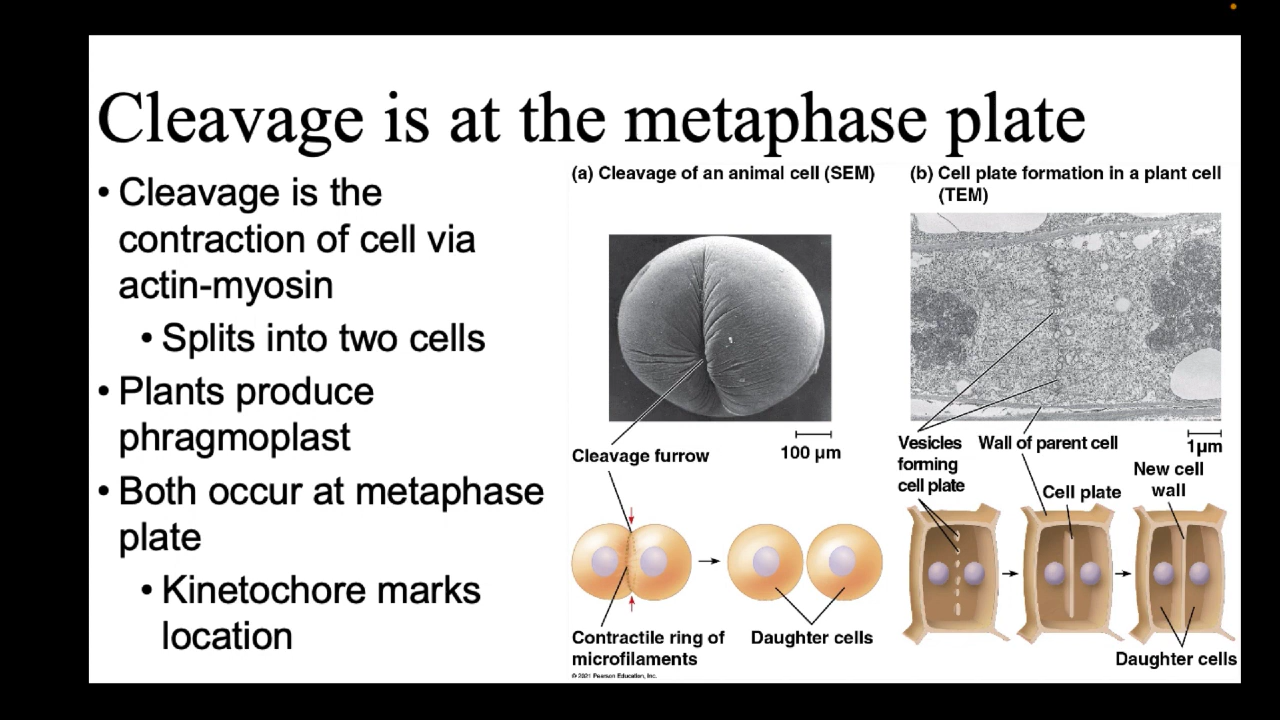 Cleavage is at the metaphase plate
• Cleavage is the
contraction of cell via
actin-myosin
• Splits into two cells
• Plants produce
phragmoplast
• Both occur at metaphase
plate
• Kinetochore marks
location
(a) Cleavage of an animal cell (SEM)
Cleavage furrow
100 µm
Contractile ring of
microfilaments
Daughter cells
© 2021 Pearson Education, Inc.
(b) Cell plate formation in a plant cell
(TEM)
Vesicles
forming
cell plate
Wall of parent cell
1µm
Cell plate
New cell
wall
Daughter cells